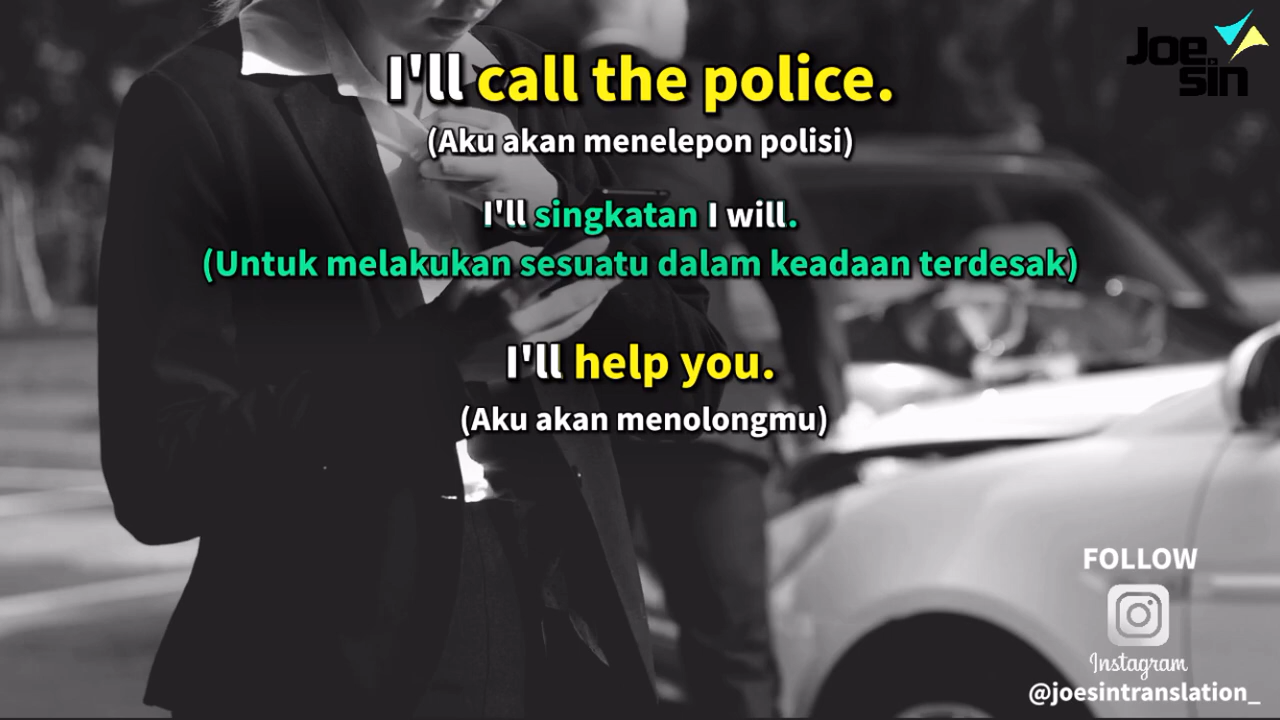 Joe.
sin
I'll call the police.
(Aku akan menelepon polisi)
I'll singkatan I will.
(Untuk melakukan sesuatu dalam keadaan terdesak)
I'll help you.
(Aku akan menolongmu)
FOLLOW
Instagram
@joesintranslation_